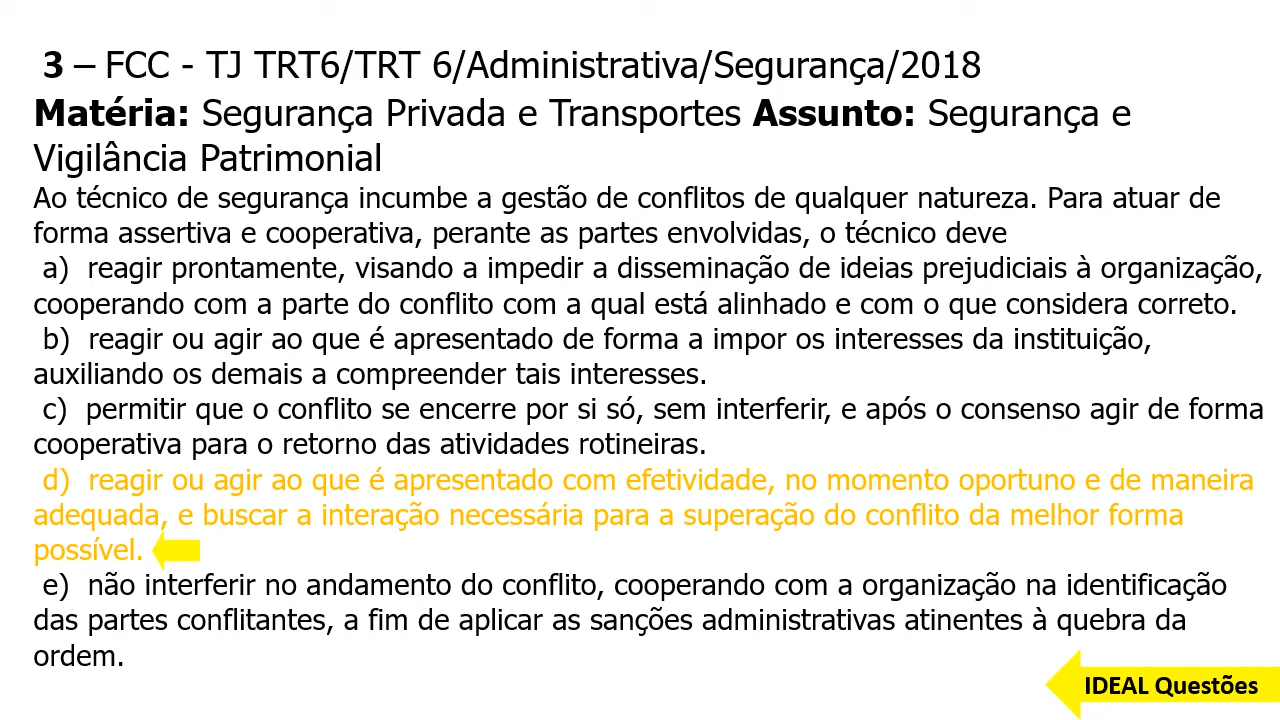 3 – FCC - TJ TRT6/TRT 6/Administrativa/Segurança/2018
Matéria: Segurança Privada e Transportes Assunto: Segurança e
Vigilância Patrimonial
Ao técnico de segurança incumbe a gestão de conflitos de qualquer natureza. Para atuar de
forma assertiva e cooperativa, perante as partes envolvidas, o técnico deve
a) reagir prontamente, visando a impedir a disseminação de ideias prejudiciais à organização,
cooperando com a parte do conflito com a qual está alinhado e com o que considera correto.
b) reagir ou agir ao que é apresentado de forma a impor os interesses da instituição,
auxiliando os demais a compreender tais interesses.
c) permitir que o conflito se encerre por si só, sem interferir, e após o consenso agir de forma
cooperativa para o retorno das atividades rotineiras.
d) reagir ou agir ao que é apresentado com efetividade, no momento oportuno e de maneira
adequada, e buscar a interação necessária para a superação do conflito da melhor forma
possível.
e) não interferir no andamento do conflito, cooperando com a organização na identificação
das partes conflitantes, a fim de aplicar as sanções administrativas atinentes à quebra da
ordem.
IDEAL Questões